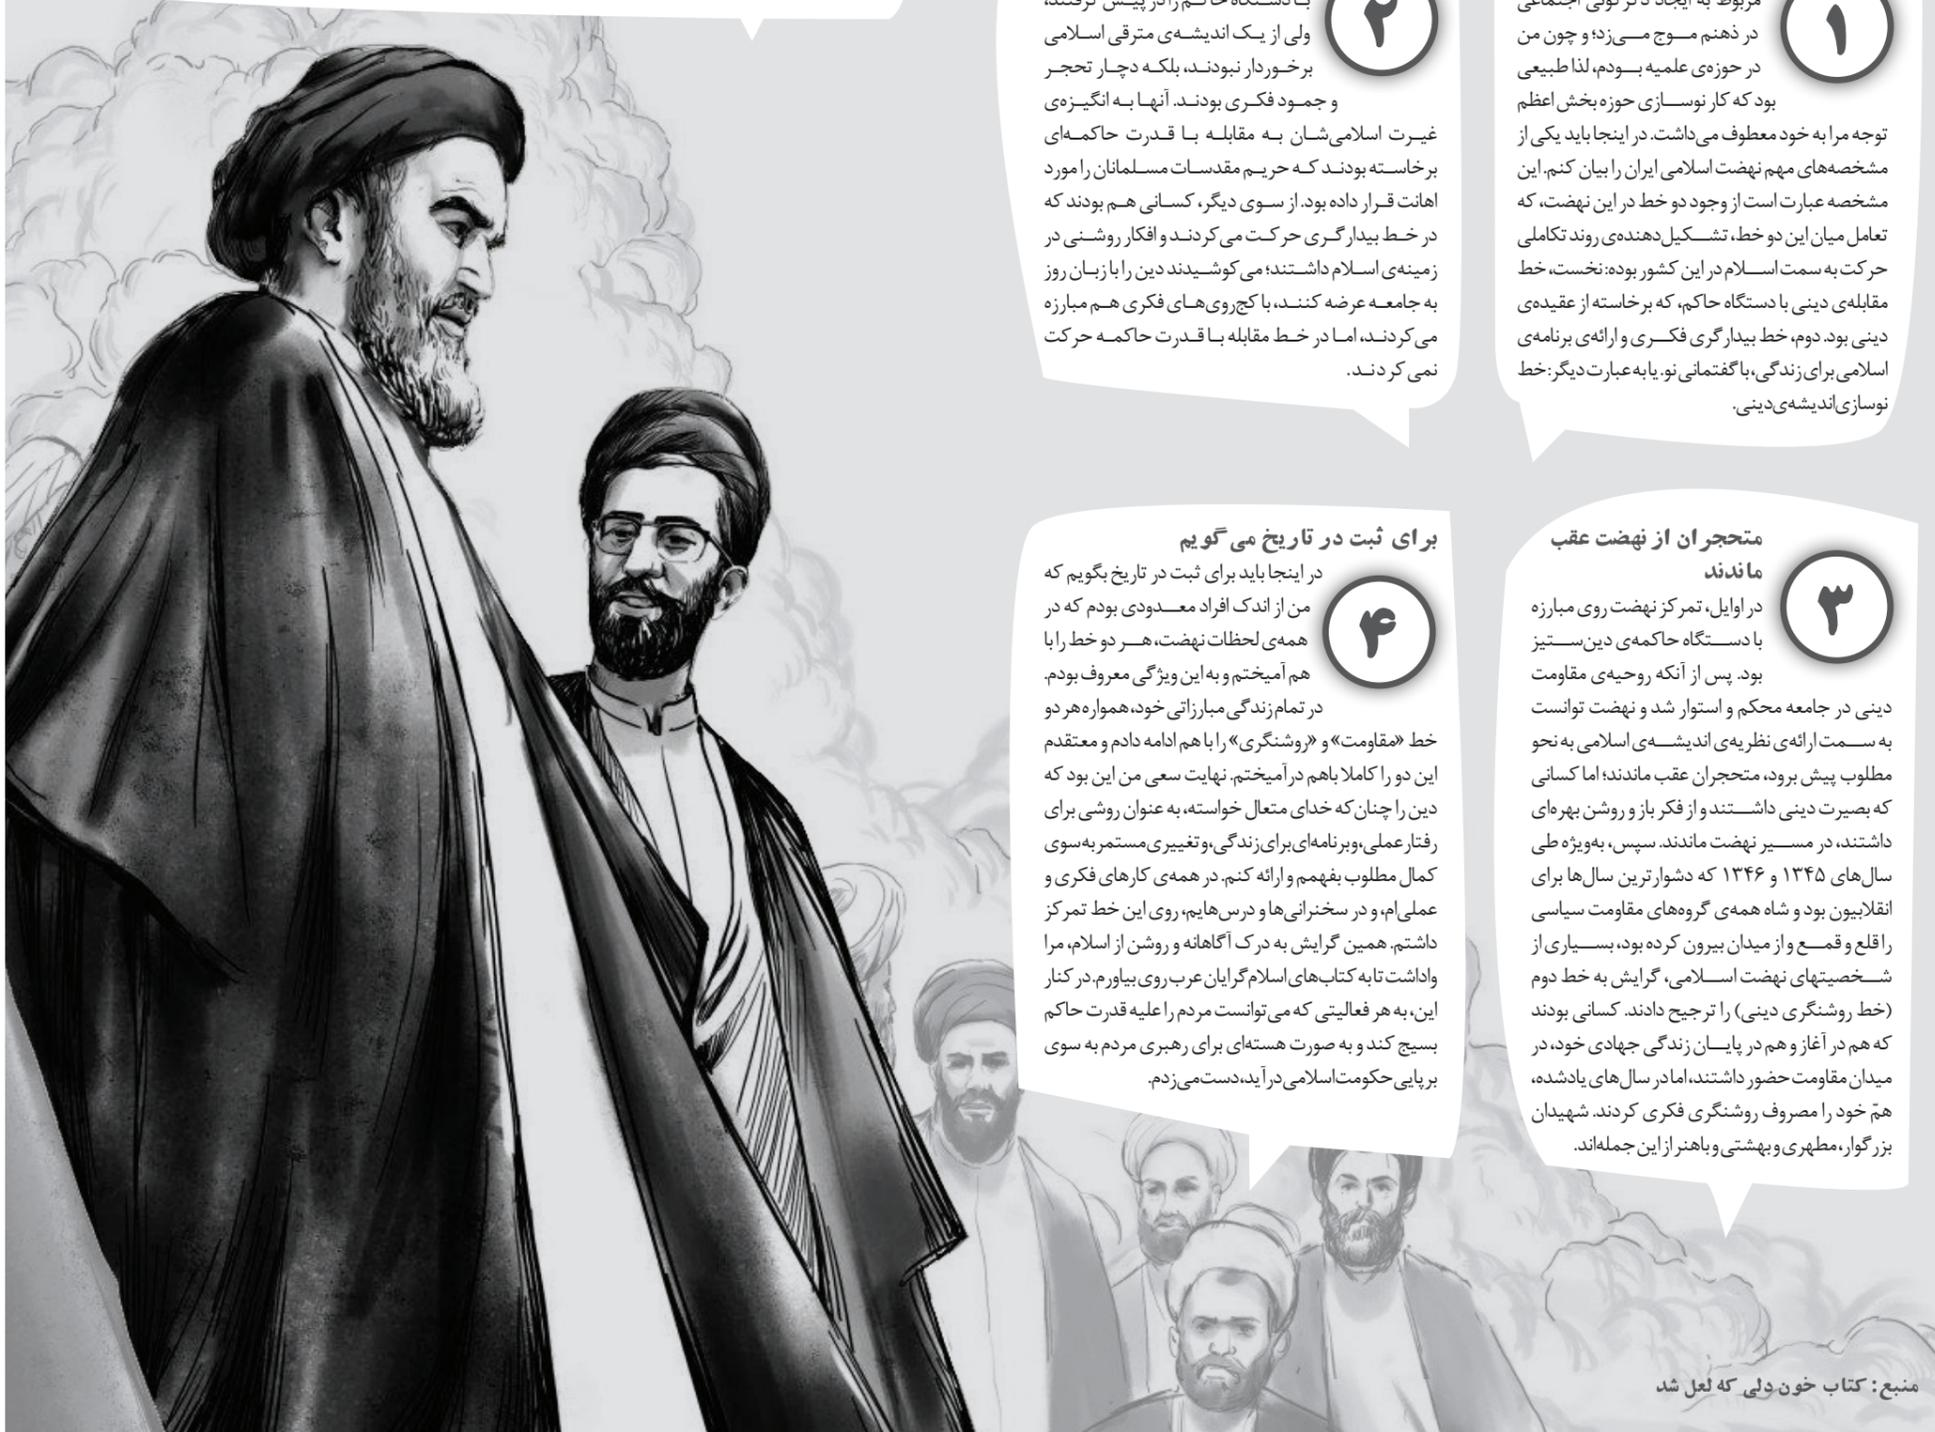 ۱
مربوط به ایجاد دگرگونی اجتماعی
در ذهنم موج می‌زد؛ و چون من
در حوزه‌ی علمیه بودم، لذا طبیعی
بود که کار نوسازی حوزه بخش اعظم
توجه مرا به خود معطوف می‌داشت. در اینجا باید یکی از
مشخصه‌های مهم نهضت اسلامی ایران را بیان کنم. این
مشخصه عبارت است از وجود دو خط در این نهضت، که
تعامل میان این دو خط، تشکیل‌دهنده‌ی روند تکاملی
حرکت به سمت اسلام در این کشور بوده: نخست، خط
مقابله‌ی دینی با دستگاه حاکم، که برخاسته از عقیده‌ی
دینی بود. دوم، خط بیدارگری فکری و ارائه‌ی برنامه‌ی
اسلامی برای زندگی، با گفتمانی نو. یا به عبارت دیگر: خط
نوسازی اندیشه‌ی دینی.
۲
با دستگاه حاکم را در پیش گرفتند،
ولی از یک اندیشه‌ی مترقی اسلامی
برخوردار نبودند، بلکه دچار تحجر
و جمود فکری بودند. آنها به انگیزه‌ی
غیرت اسلامی‌شان به مقابله با قدرت حاکمه‌ای
برخاسته بودند که حریم مقدسات مسلمانان را مورد
اهانت قرار داده بود. از سوی دیگر، کسانی هم بودند که
در خط بیدارگری حرکت می‌کردند و افکار روشنی در
زمینه‌ی اسلام داشتند؛ می‌کوشیدند دین را با زبان روز
به جامعه عرضه کنند، با کج‌روی‌های فکری هم مبارزه
می‌کردند، اما در خط مقابله با قدرت حاکمه حرکت
نمی‌کردند.
۳
متحجران از نهضت عقب
ماندند
در اوایل، تمرکز نهضت روی مبارزه
با دستگاه حاکمه‌ی دین‌ستیز
بود. پس از آنکه روحیه‌ی مقاومت
دینی در جامعه محکم و استوار شد و نهضت توانست
به سمت ارائه‌ی نظریه‌ی اندیشه‌ی اسلامی به نحو
مطلوب پیش برود، متحجران عقب ماندند؛ اما کسانی
که بصیرت دینی داشتند و از فکر باز و روشن بهره‌ای
داشتند، در مسیر نهضت ماندند. سپس، به‌ویژه طی
سال‌های ۱۳۴۵ و ۱۳۴۶ که دشوارترین سال‌ها برای
انقلابیون بود و شاه همه‌ی گروه‌های مقاومت سیاسی
را قلع و قمع و از میدان بیرون کرده بود، بسیاری از
شخصیتهای نهضت اسلامی، گرایش به خط دوم
(خط روشنگری دینی) را ترجیح دادند. کسانی بودند
که هم در آغاز و هم در پایان زندگی جهادی خود، در
میدان مقاومت حضور داشتند، اما در سال‌های یادشده،
همّ خود را مصروف روشنگری فکری کردند. شهیدان
بزرگوار، مطهری و بهشتی و باهنر از این جمله‌اند.
۴
برای ثبت در تاریخ می‌گویم
در اینجا باید برای ثبت در تاریخ بگویم که
من از اندک افراد معدودی بودم که در
همه‌ی لحظات نهضت، هر دو خط را با
هم آمیختم و به این ویژگی معروف بودم.
در تمام زندگی مبارزاتی خود، همواره هر دو
خط «مقاومت» و «روشنگری» را با هم ادامه دادم و معتقدم
این دو را کاملا باهم درآمیختم. نهایت سعی من این بود که
دین را چنان‌که خدای متعال خواسته، به عنوان روشی برای
رفتار عملی، و برنامه‌ای برای زندگی، و تغییری مستمر به سوی
کمال مطلوب بفهمم و ارائه کنم. در همه‌ی کارهای فکری و
عملی‌ام، و در سخنرانی‌ها و درس‌هایم، روی این خط تمرکز
داشتم. همین گرایش به درک آگاهانه و روشن از اسلام، مرا
واداشت تا به کتاب‌های اسلام‌گرایان عرب روی بیاورم. در کنار
این، به هر فعالیتی که می‌توانست مردم را علیه قدرت حاکم
بسیج کند و به صورت هسته‌ای برای رهبری مردم به سوی
برپایی حکومت اسلامی درآید، دست می‌زدم.
منبع: کتاب خون دلی که لعل شد